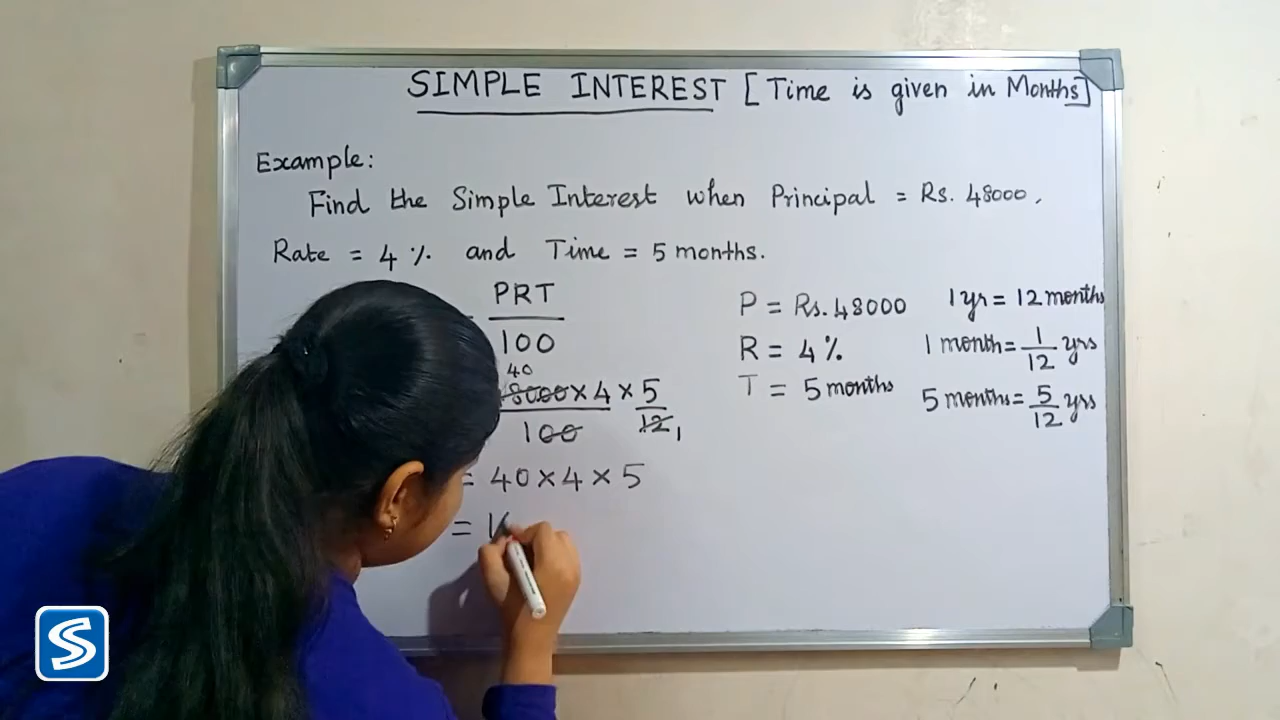 SIMPLE INTEREST [Time is given in Months]
Example:
Find the Simple Interest when Principal = Rs. 48000,
Rate = 4 % and Time = 5 months.
PRT
100
P = Rs. 48000
R = 4 %
T = 5 months
1 yr = 12 months
1 month = 1/12 yrs
5 months = 5/12 yrs
40
8000 × 4 × 5
100 12 1
= 40 × 4 × 5
= 1
S